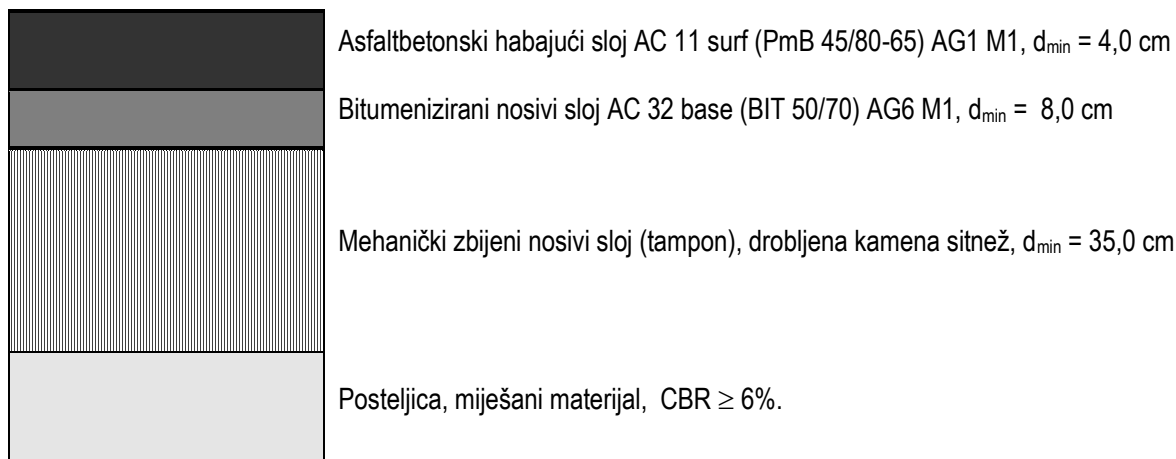 Asfaltbetonski habajući sloj AC 11 surf (PmB 45/80-65) AG1 M1, dmin = 4,0 cm
Bitumenizirani nosivi sloj AC 32 base (BIT 50/70) AG6 M1, dmin = 8,0 cm
Mehanički zbijeni nosivi sloj (tampon), drobljena kamena sitnež, dmin = 35,0 cm
Posteljica, miješani materijal, CBR ≥ 6%.